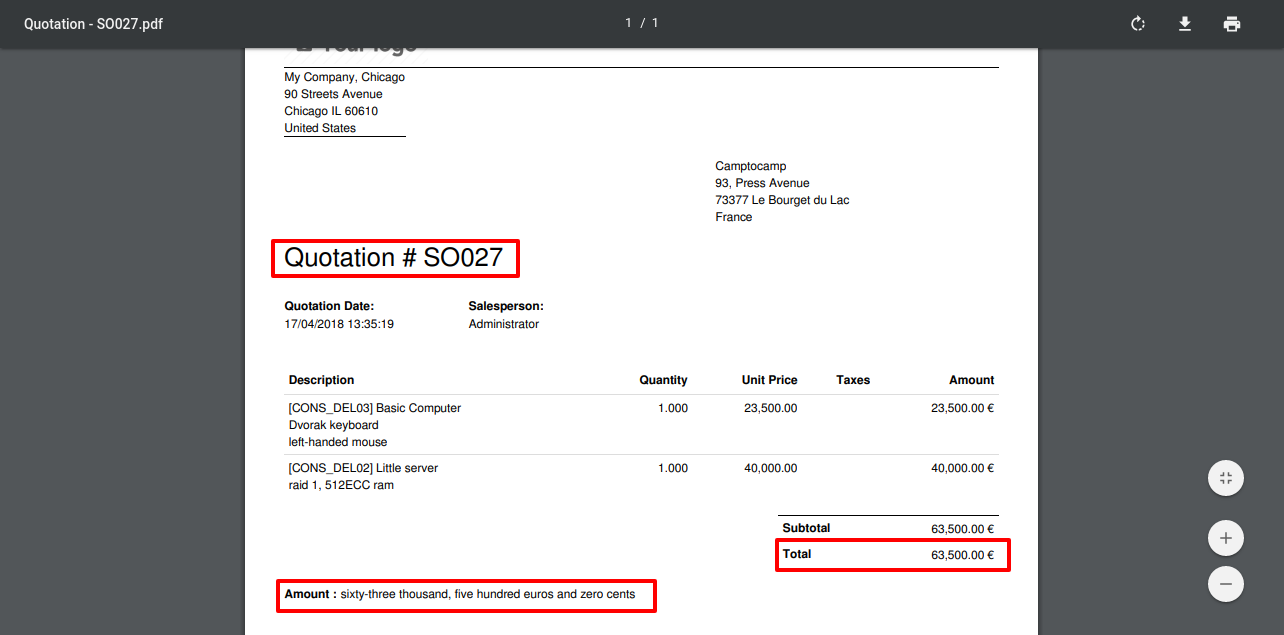 Quotation - SO027.pdf
1 / 1
Your logo
My Company, Chicago
90 Streets Avenue
Chicago IL 60610
United States
Camptocamp
93, Press Avenue
73377 Le Bourget du Lac
France
Quotation # SO027
Quotation Date: Salesperson:
17/04/2018 13:35:19 Administrator
Description Quantity Unit Price Taxes Amount
[CONS_DEL03] Basic Computer 1.000 23,500.00 23,500.00 €
Dvorak keyboard
left-handed mouse
[CONS_DEL02] Little server 1.000 40,000.00 40,000.00 €
raid 1, 512ECC ram
Subtotal 63,500.00 €
Total 63,500.00 €
Amount : sixty-three thousand, five hundred euros and zero cents